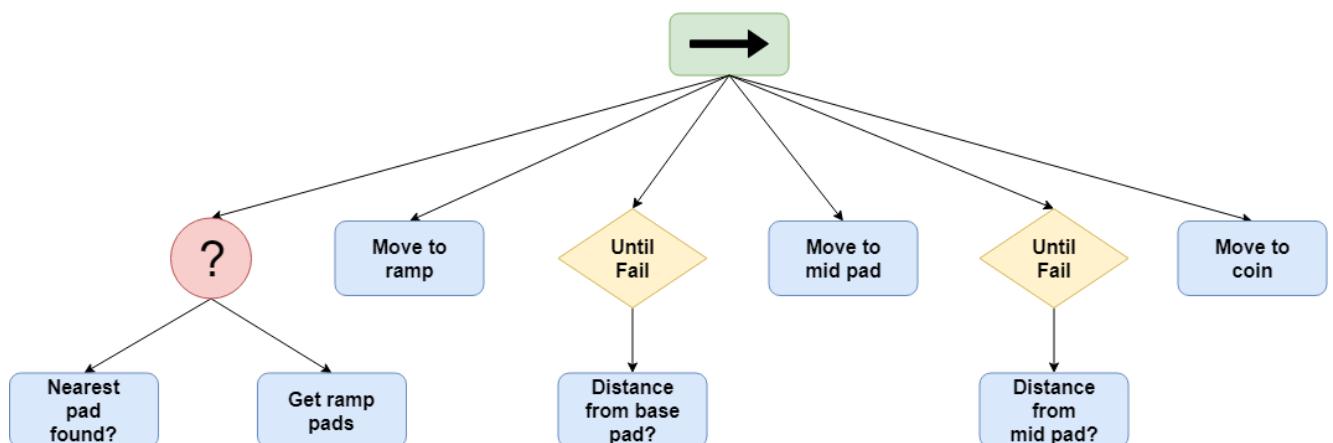 ?
Move to
ramp
Until
Fail
Move to
mid pad
Until
Fail
Move to
coin
Nearest
pad
found?
Get ramp
pads
Distance
from base
pad?
Distance
from
mid pad?